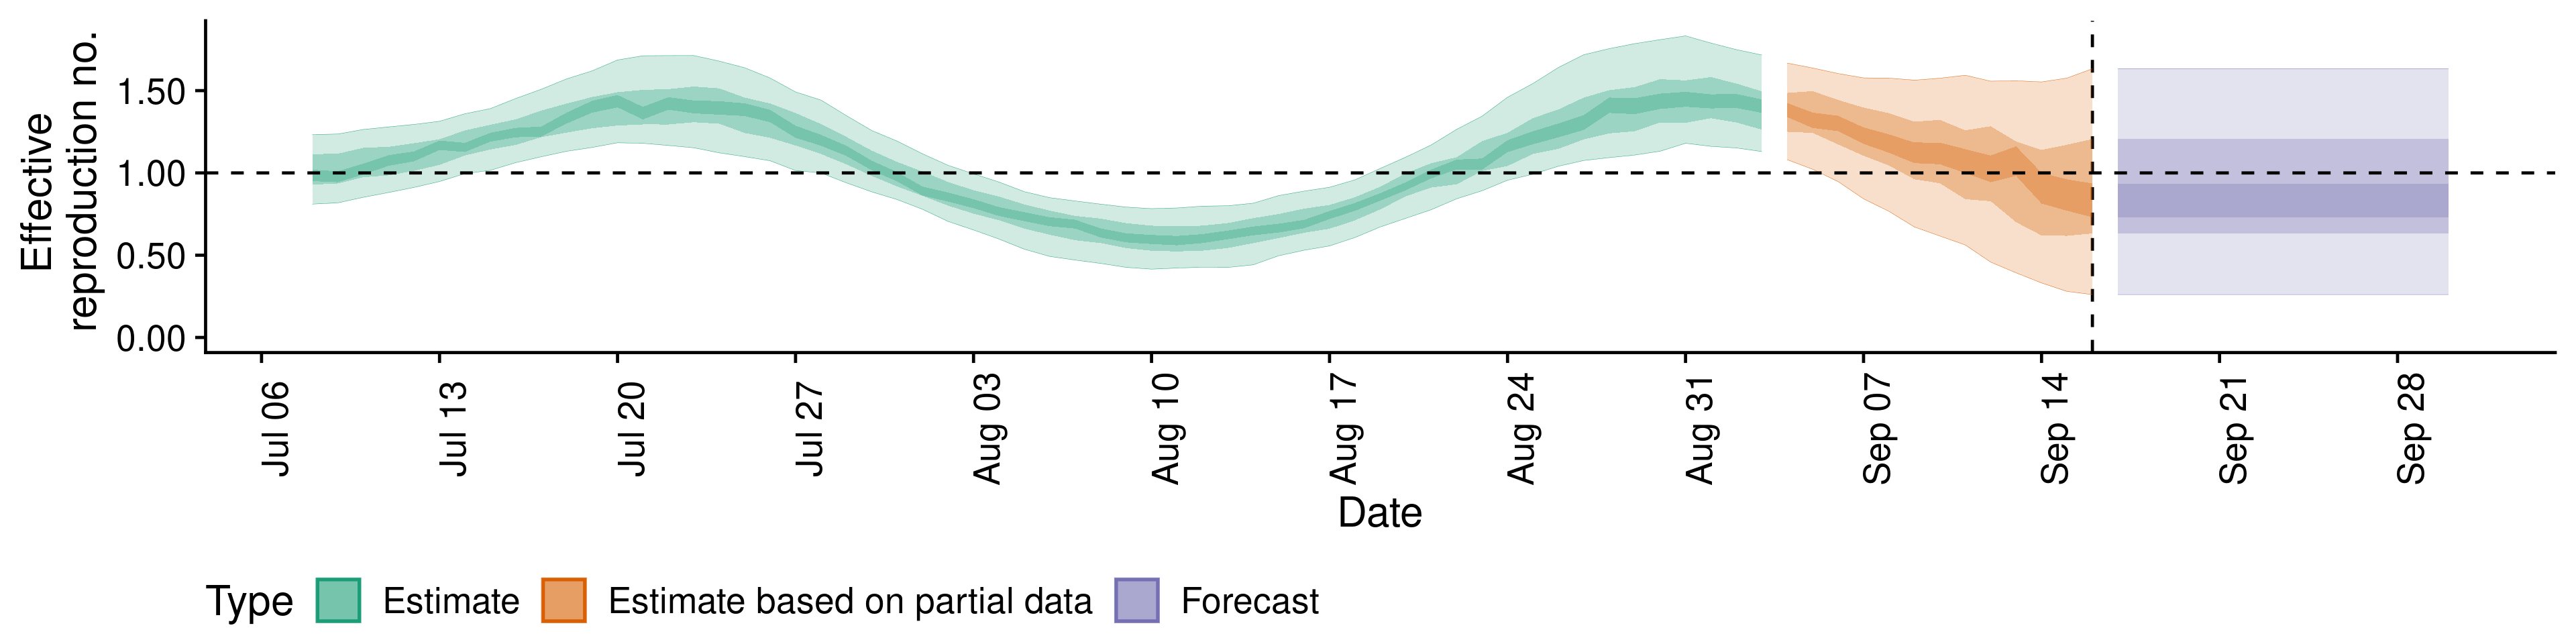 Effective
reproduction no.
1.50
1.00
0.50
0.00
Jul 06
Jul 13
Jul 20
Jul 27
Aug 03
Aug 10
Aug 17
Aug 24
Aug 31
Sep 07
Sep 14
Sep 21
Sep 28
Date
Type Estimate Estimate based on partial data Forecast